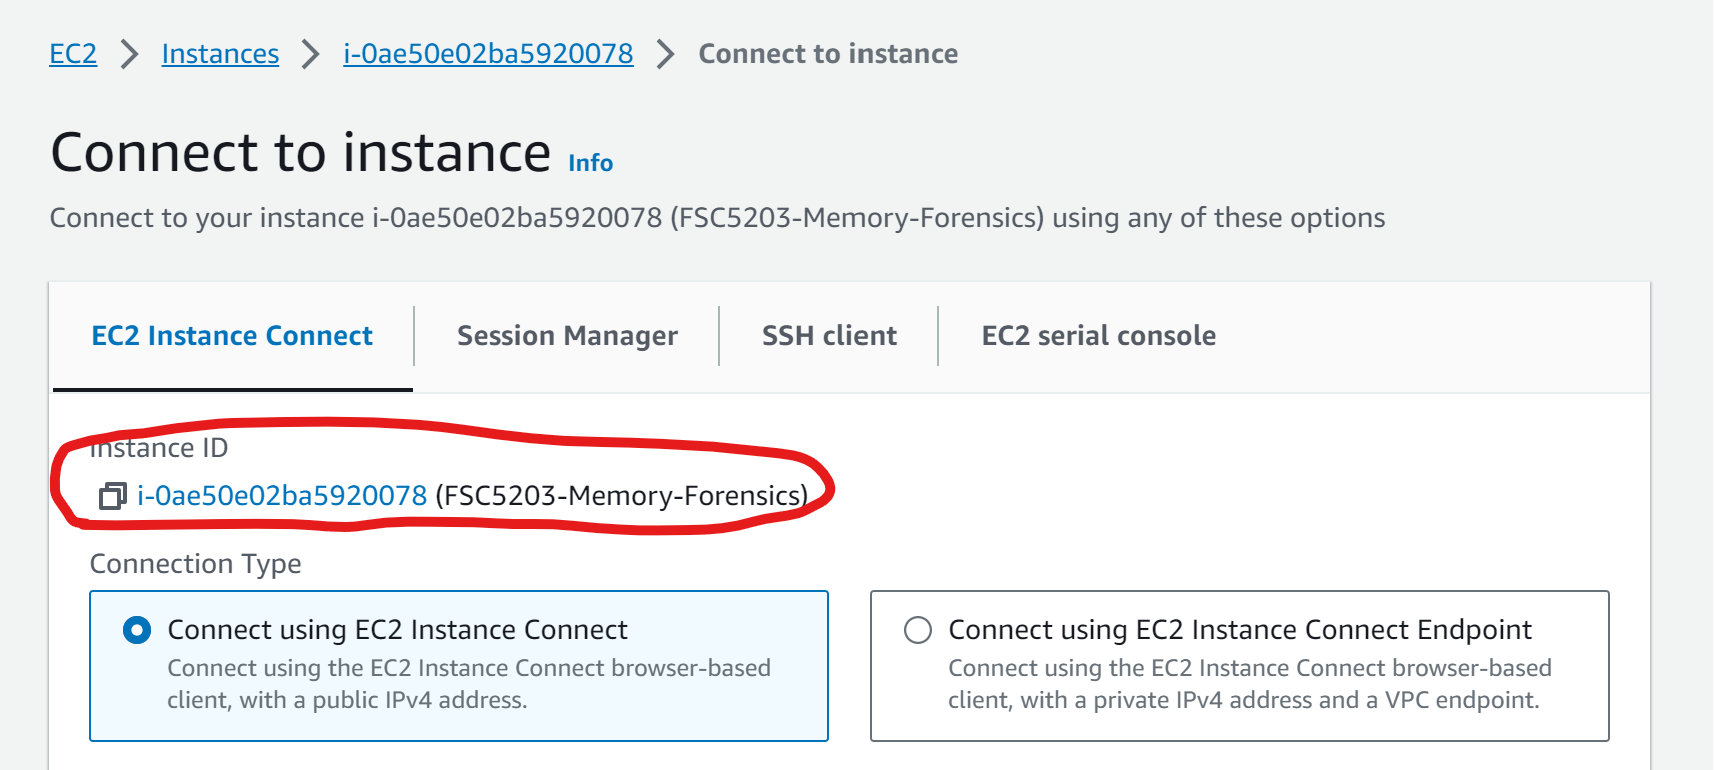 EC2 > Instances > i-0ae50e02ba5920078 > Connect to instance
Connect to instance Info
Connect to your instance i-0ae50e02ba5920078 (FSC5203-Memory-Forensics) using any of these options
EC2 Instance Connect Session Manager SSH client EC2 serial console
Instance ID
i-0ae50e02ba5920078 (FSC5203-Memory-Forensics)
Connection Type
Connect using EC2 Instance Connect
Connect using the EC2 Instance Connect browser-based
client, with a public IPv4 address.
Connect using EC2 Instance Connect Endpoint
Connect using the EC2 Instance Connect browser-based
client, with a private IPv4 address and a VPC endpoint.